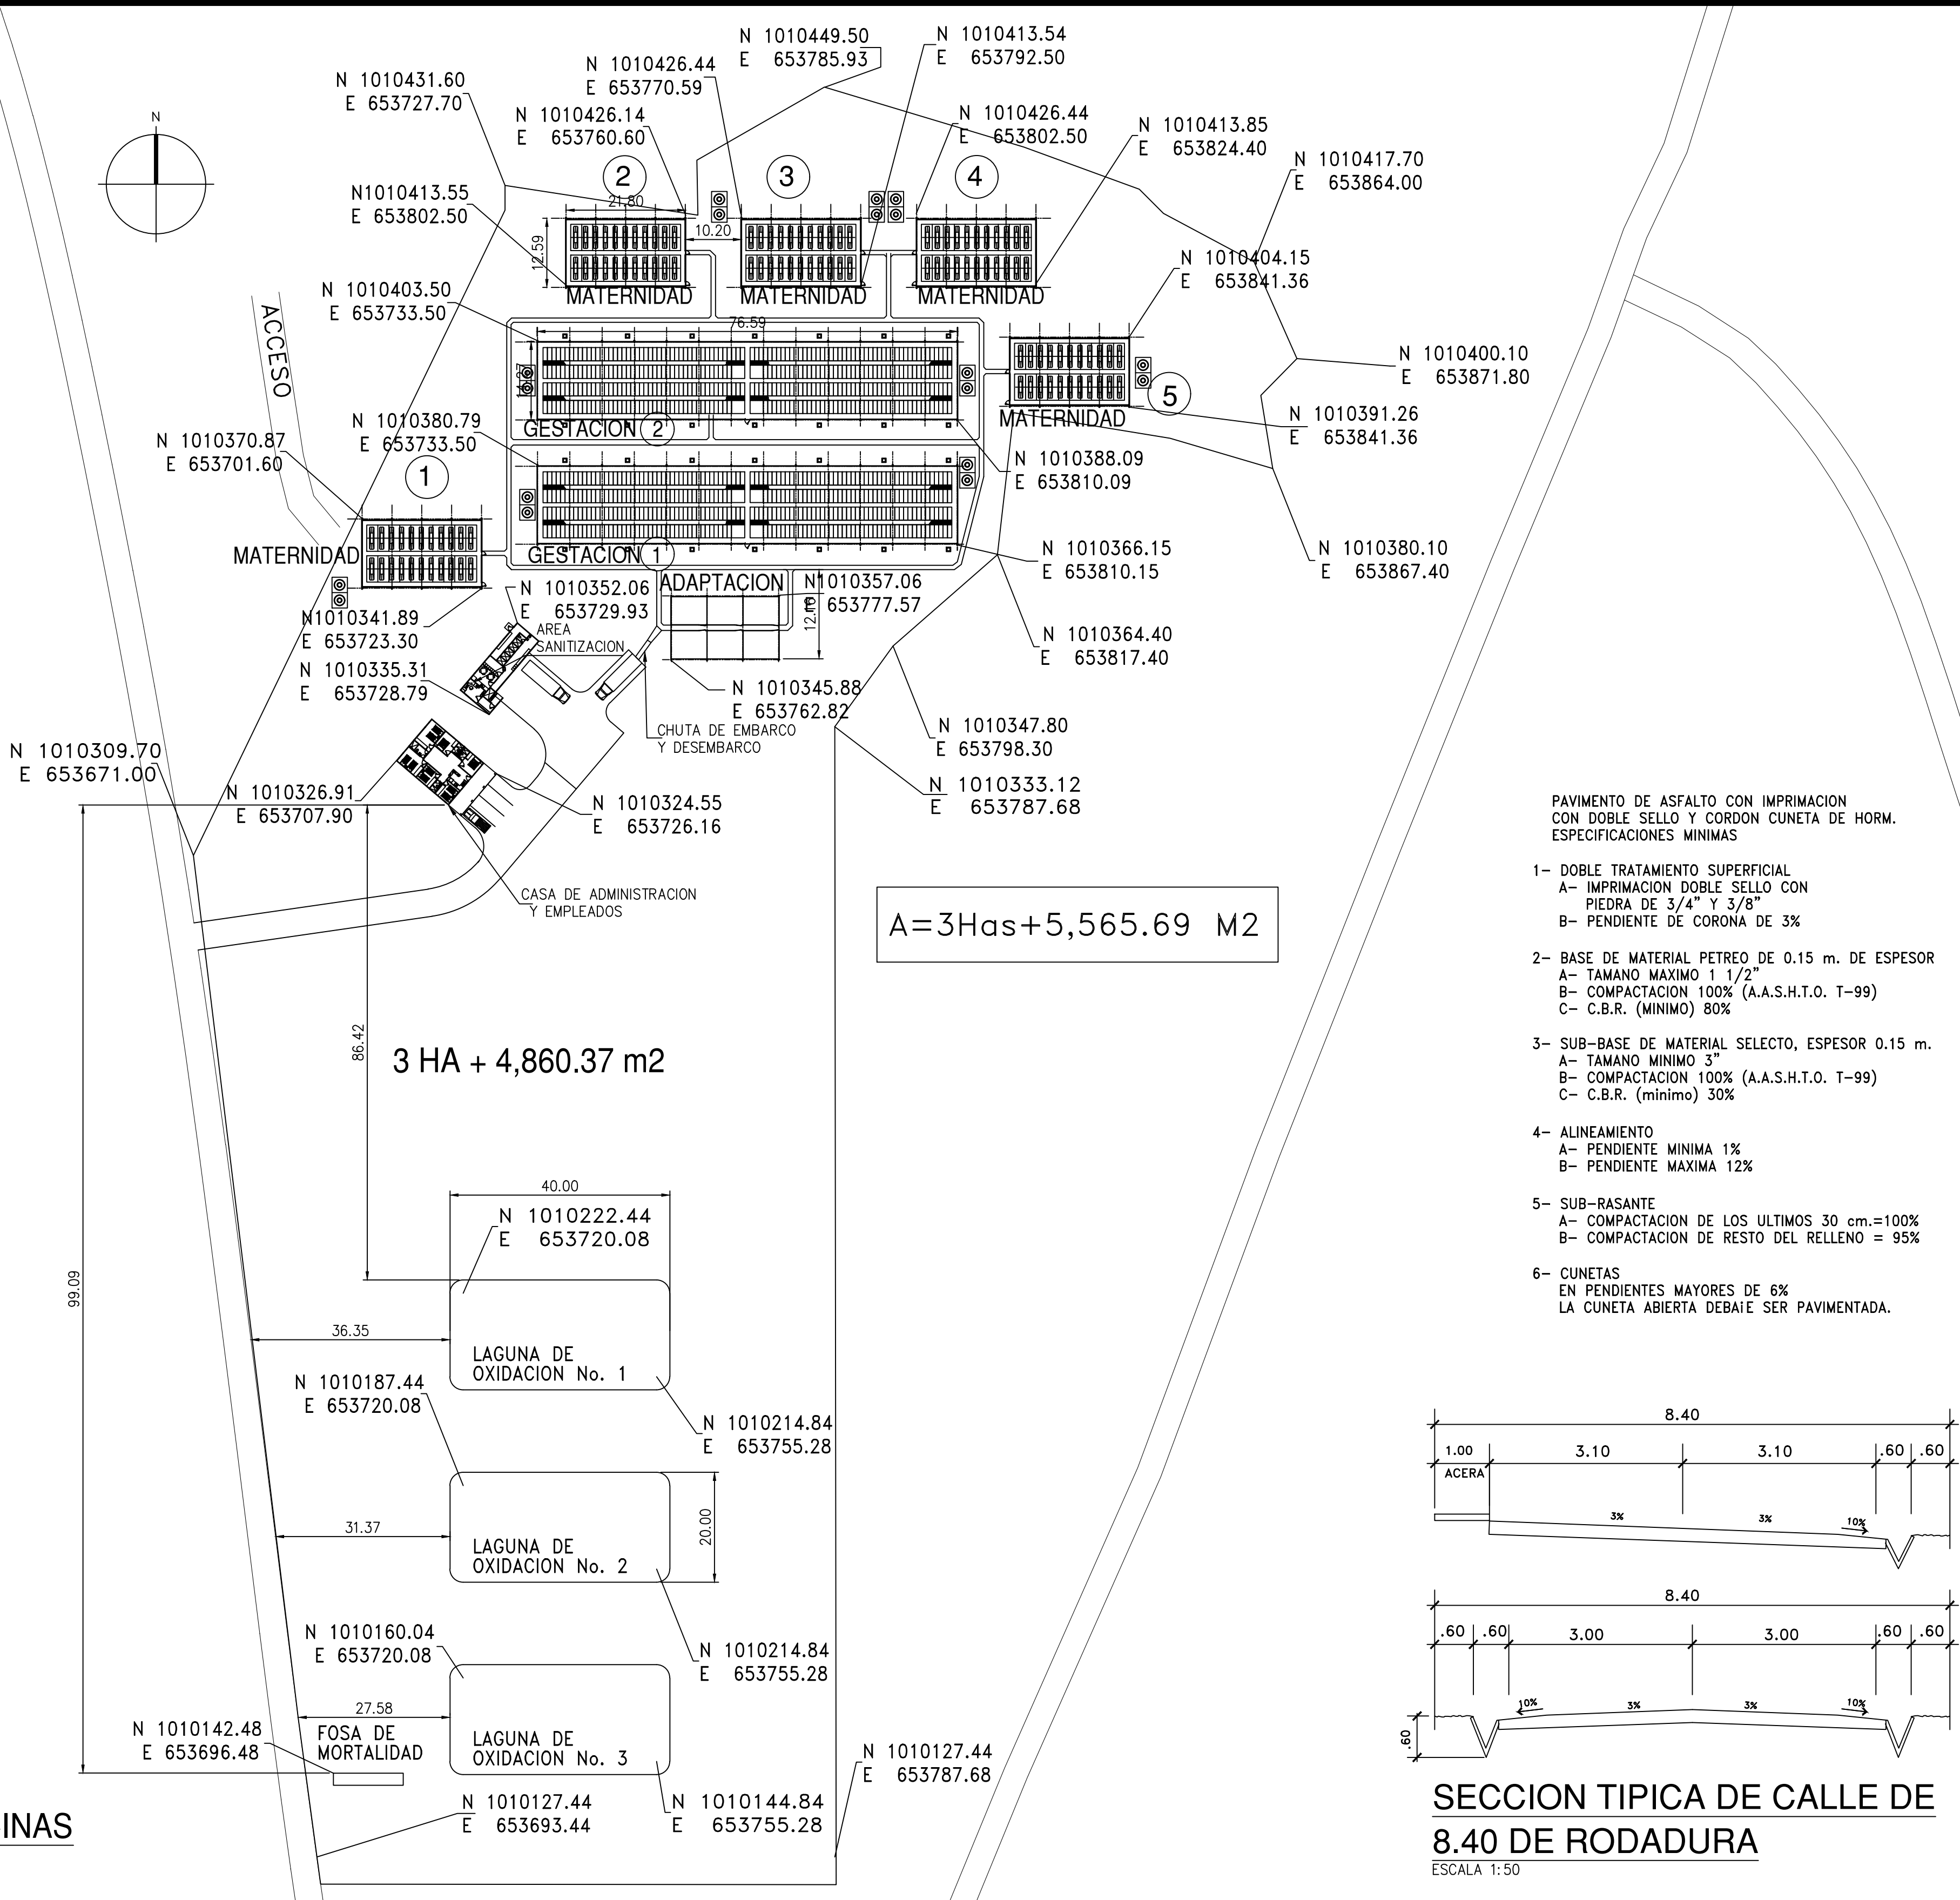 N 1010449.50
E 653785.93
N 1010413.54
E 653792.50
N 1010426.44
E 653770.59
N 1010431.60
E 653727.70
N 1010426.14
E 653760.60
N 1010426.44
E 653802.50
N 1010413.85
E 653824.40
N 1010417.70
E 653864.00
N
2
3
4
N1010413.55
E 653802.50
21.80
10.20
12.59
MATERNIDAD
MATERNIDAD
MATERNIDAD
N 1010404.15
E 653841.36
N 1010403.50
E 653733.50
76.59
ACCESO
N 1010400.10
E 653871.80
5
MATERNIDAD
N 1010391.26
E 653841.36
N 1010380.79
E 653733.50
GESTACION 2
N 1010370.87
E 653701.60
1
N 1010388.09
E 653810.09
MATERNIDAD
GESTACION 1
N 1010366.15
E 653810.15
N 1010380.10
E 653867.40
ADAPTACION
N1010357.06
653777.57
12.16
N 1010352.06
E 653729.93
N1010341.89
E 653723.30
AREA
SANITIZACION
N 1010364.40
E 653817.40
N 1010335.31
E 653728.79
N 1010345.88
E 653762.82
CHUTA DE EMBARCO
Y DESEMBARCO
N 1010347.80
E 653798.30
N 1010309.70
E 653671.00
N 1010333.12
E 653787.68
N 1010326.91
E 653707.90
N 1010324.55
E 653726.16
CASA DE ADMINISTRACION
Y EMPLEADOS
A=3Has+5,565.69 M2
86.42
3 HA + 4,860.37 m2
99.09
40.00
N 1010222.44
E 653720.08
36.35
LAGUNA DE
OXIDACION No. 1
N 1010187.44
E 653720.08
N 1010214.84
E 653755.28
31.37
20.00
LAGUNA DE
OXIDACION No. 2
N 1010160.04
E 653720.08
N 1010214.84
E 653755.28
27.58
N 1010142.48
E 653696.48
FOSA DE
MORTALIDAD
LAGUNA DE
OXIDACION No. 3
N 1010127.44
E 653787.68
N 1010127.44
E 653693.44
N 1010144.84
E 653755.28
INAS
PAVIMENTO DE ASFALTO CON IMPRIMACION
CON DOBLE SELLO Y CORDON CUNETA DE HORM.
ESPECIFICACIONES MINIMAS
1- DOBLE TRATAMIENTO SUPERFICIAL
A- IMPRIMACION DOBLE SELLO CON
PIEDRA DE 3/4" Y 3/8"
B- PENDIENTE DE CORONA DE 3%
2- BASE DE MATERIAL PETREO DE 0.15 m. DE ESPESOR
A- TAMANO MAXIMO 1 1/2"
B- COMPACTACION 100% (A.A.S.H.T.O. T-99)
C- C.B.R. (MINIMO) 80%
3- SUB-BASE DE MATERIAL SELECTO, ESPESOR 0.15 m.
A- TAMANO MINIMO 3"
B- COMPACTACION 100% (A.A.S.H.T.O. T-99)
C- C.B.R. (minimo) 30%
4- ALINEAMIENTO
A- PENDIENTE MINIMA 1%
B- PENDIENTE MAXIMA 12%
5- SUB-RASANTE
A- COMPACTACION DE LOS ULTIMOS 30 cm.=100%
B- COMPACTACION DE RESTO DEL RELLENO = 95%
6- CUNETAS
EN PENDIENTES MAYORES DE 6%
LA CUNETA ABIERTA DEBAiE SER PAVIMENTADA.
8.40
1.00 3.10 3.10 .60 .60
ACERA
3% 3% 10%
8.40
.60 .60 3.00 3.00 .60 .60
10% 3% 3% 10%
.60
SECCION TIPICA DE CALLE DE
8.40 DE RODADURA
ESCALA 1:50